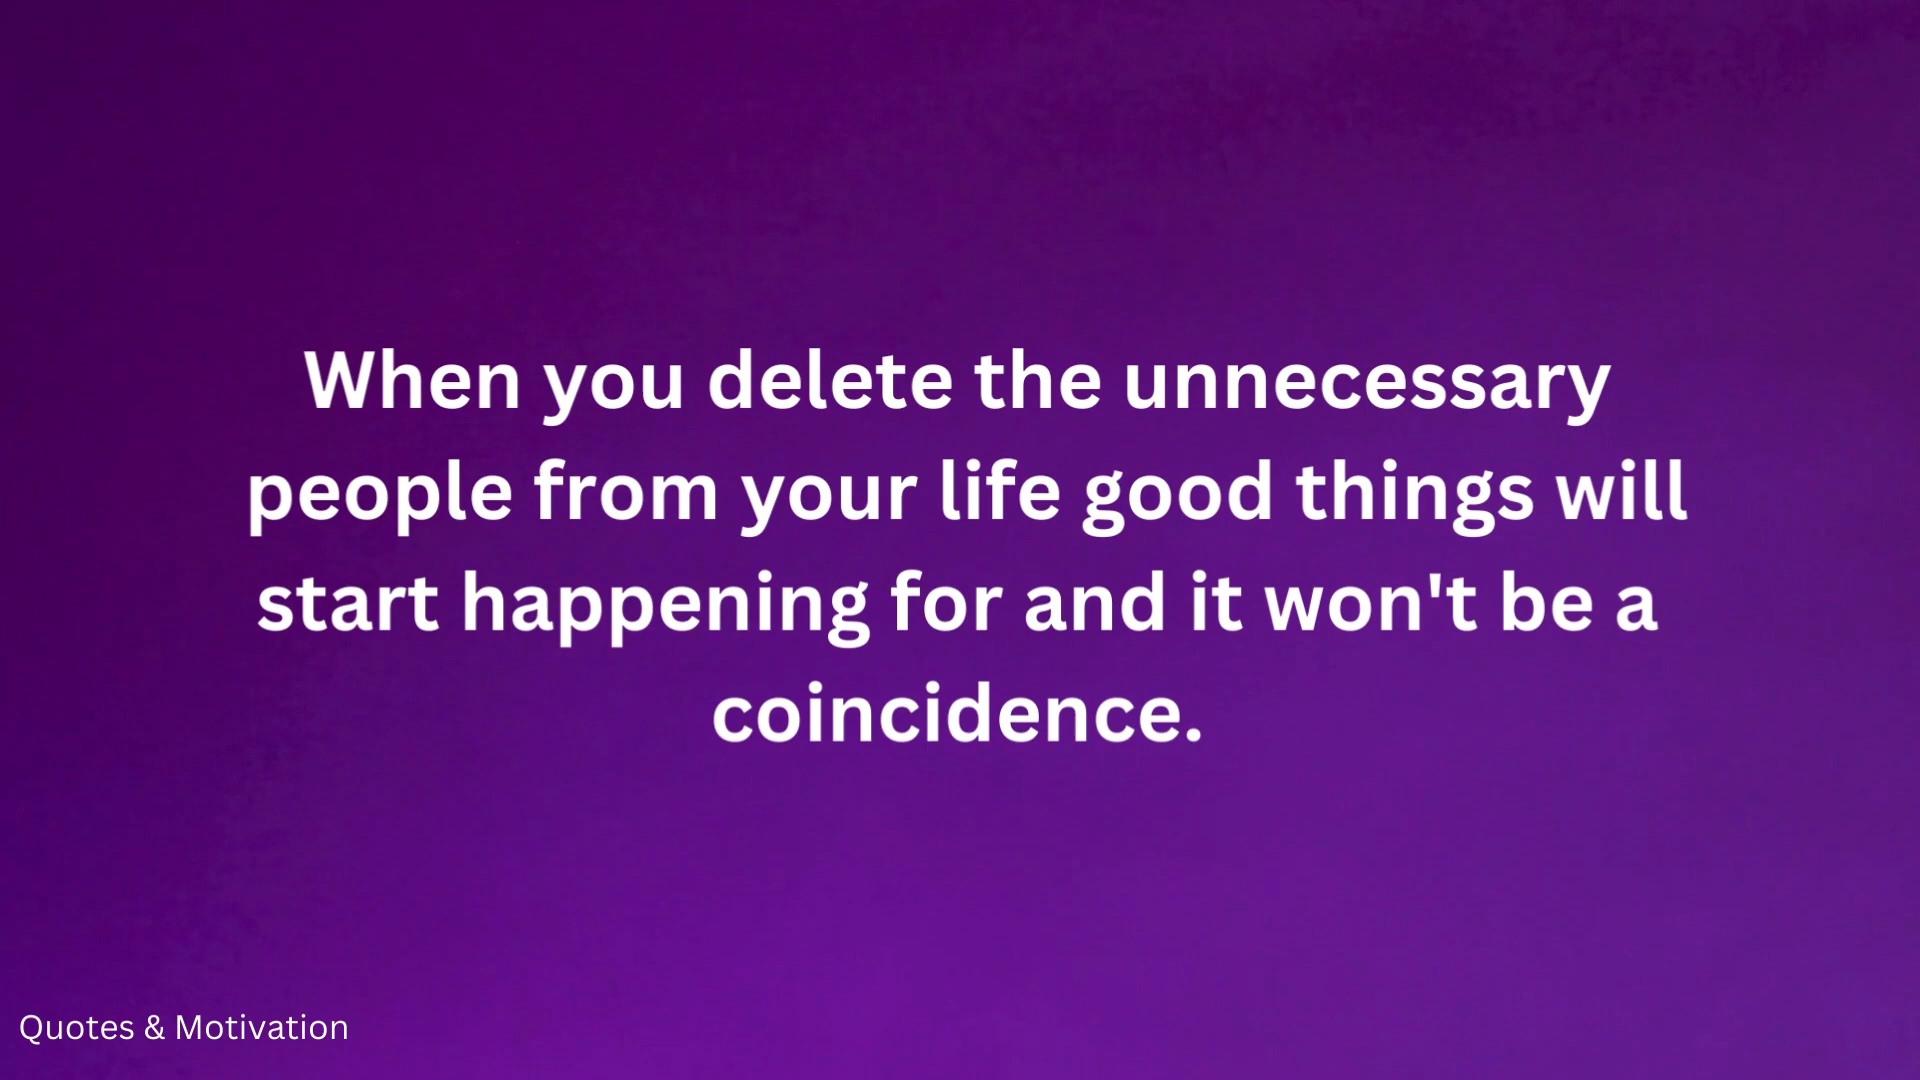 When you delete the unnecessary
people from your life good things will
start happening for and it won't be a
coincidence.
Quotes & Motivation